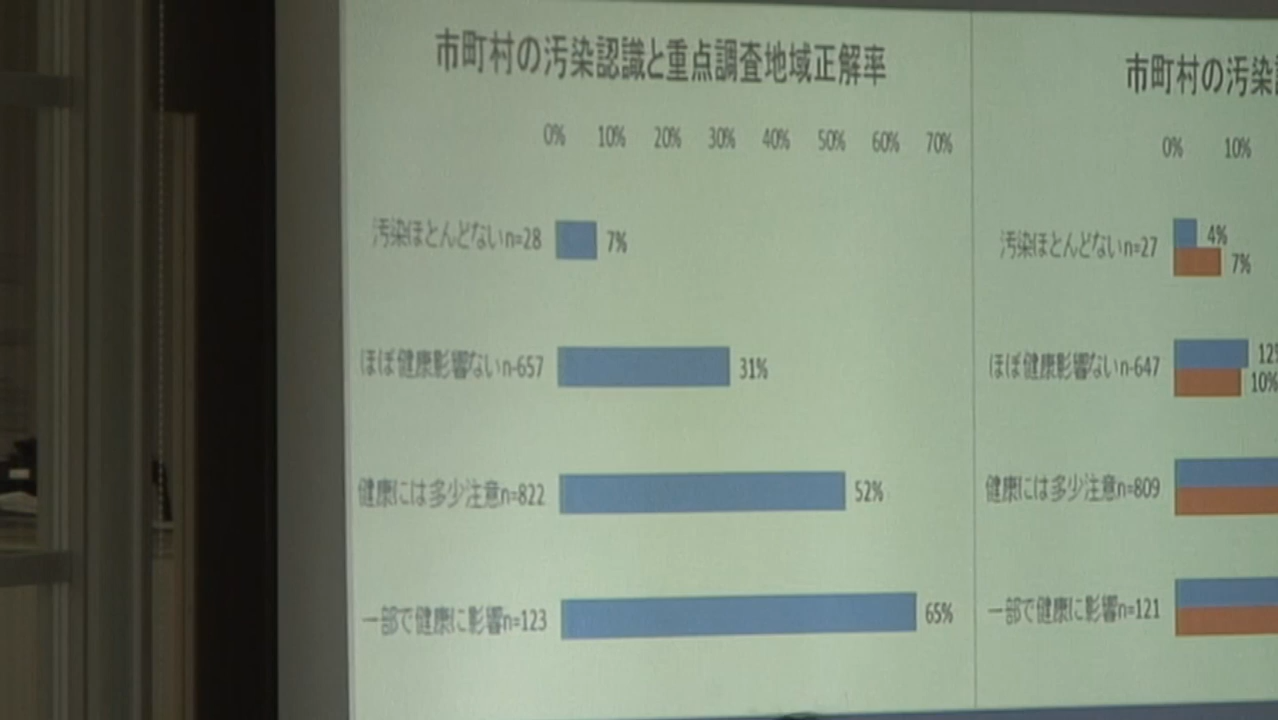 市町村の汚染認識と重点調査地域正解率
0% 10% 20% 30% 40% 50% 60% 70%
汚染ほとんどないn=28 7%
ほぼ健康影響ないn-657 31%
健康には多少注意n=822 52%
一部で健康に影響n=123 65%
市町村の汚染
0% 10%
汚染ほとんどないn=27 4%
7%
ほぼ健康影響ないn-647 12
10%
健康には多少注意n=809
一部で健康に影響n=121